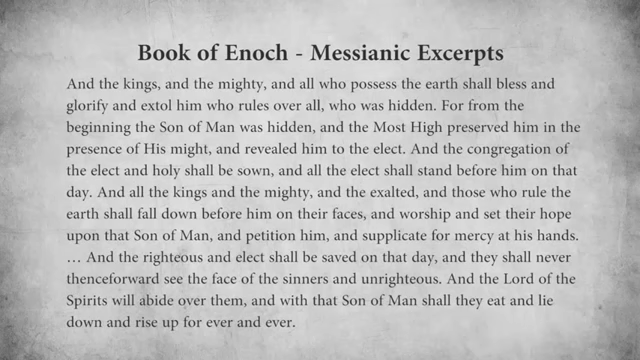 Book of Enoch - Messianic Excerpts
And the kings, and the mighty, and all who possess the earth shall bless and
glorify and extol him who rules over all, who was hidden. For from the
beginning the Son of Man was hidden, and the Most High preserved him in the
presence of His might, and revealed him to the elect. And the congregation of
the elect and holy shall be sown, and all the elect shall stand before him on that
day. And all the kings and the mighty, and the exalted, and those who rule the
earth shall fall down before him on their faces, and worship and set their hope
upon that Son of Man, and petition him, and supplicate for mercy at his hands.
… And the righteous and elect shall be saved on that day, and they shall never
thenceforward see the face of the sinners and unrighteous. And the Lord of the
Spirits will abide over them, and with that Son of Man shall they eat and lie
down and rise up for ever and ever.